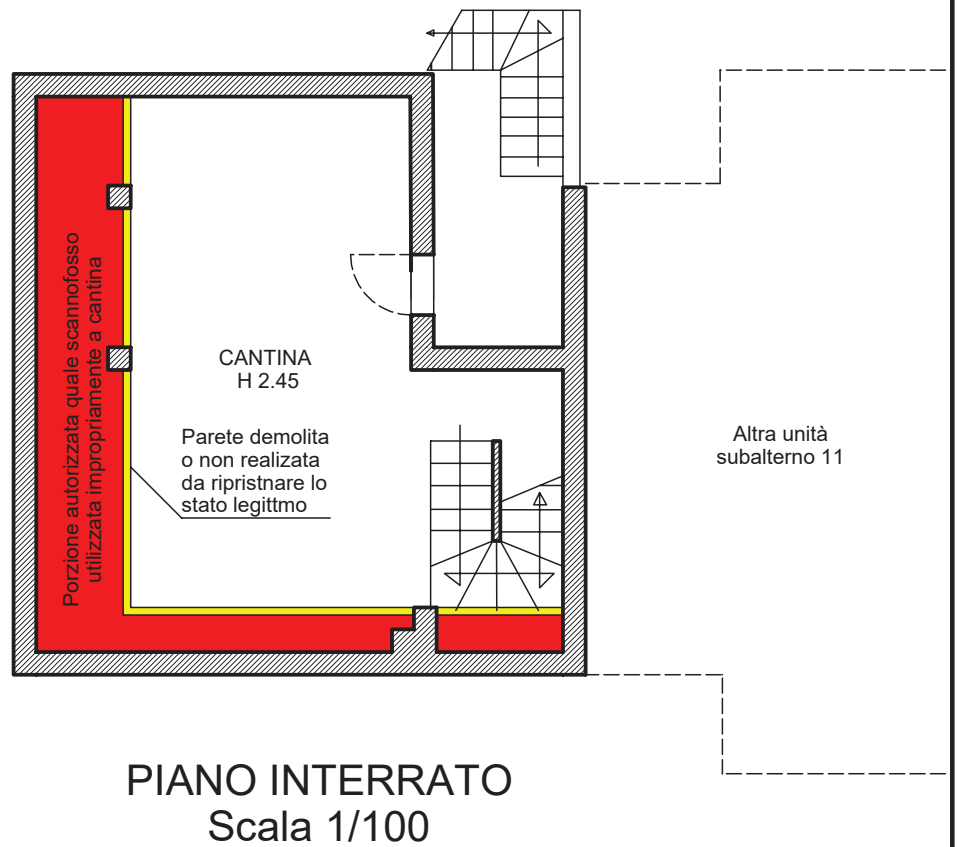 Porzione autorizzata quale scannofosso
utilizzata impropriamente a cantina
CANTINA
H 2.45
Parete demolita
o non realizzata
da ripristnare lo
stato legittmo
Altra unità
subalterno 11
PIANO INTERRATO
Scala 1/100